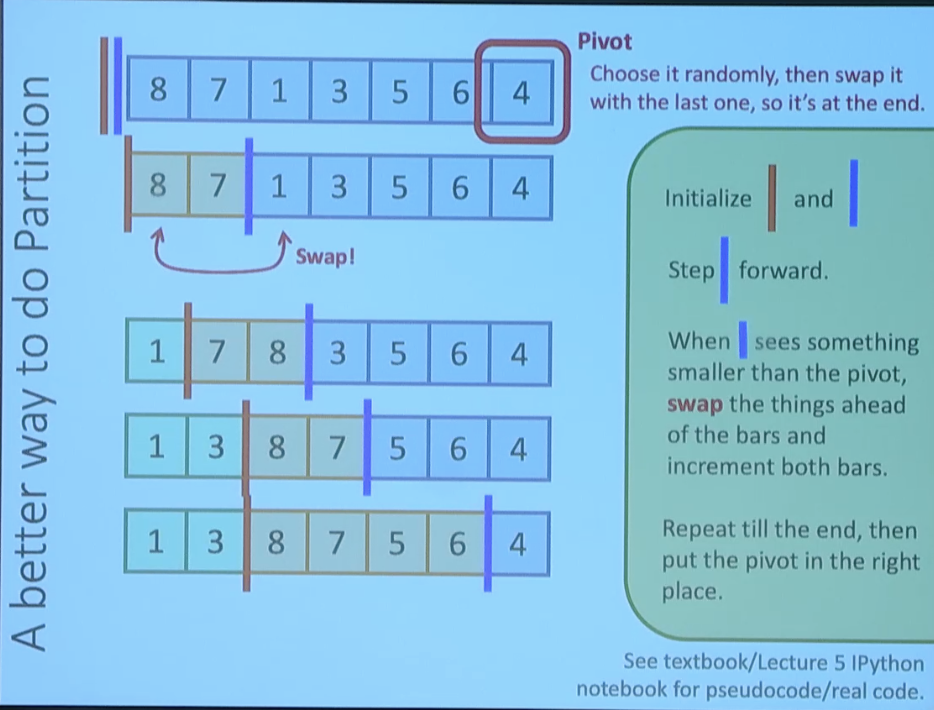 A better way to do Partition
8 7 1 3 5 6 4
Pivot
Choose it randomly, then swap it
with the last one, so it's at the end.
8 7 1 3 5 6 4
Swap!
1 7 8 3 5 6 4
1 3 8 7 5 6 4
1 3 8 7 5 6 4
Initialize and
Step forward.
When sees something
smaller than the pivot,
swap the things ahead
of the bars and
increment both bars.
Repeat till the end, then
put the pivot in the right
place.
See textbook/Lecture 5 IPython
notebook for pseudocode/real code.